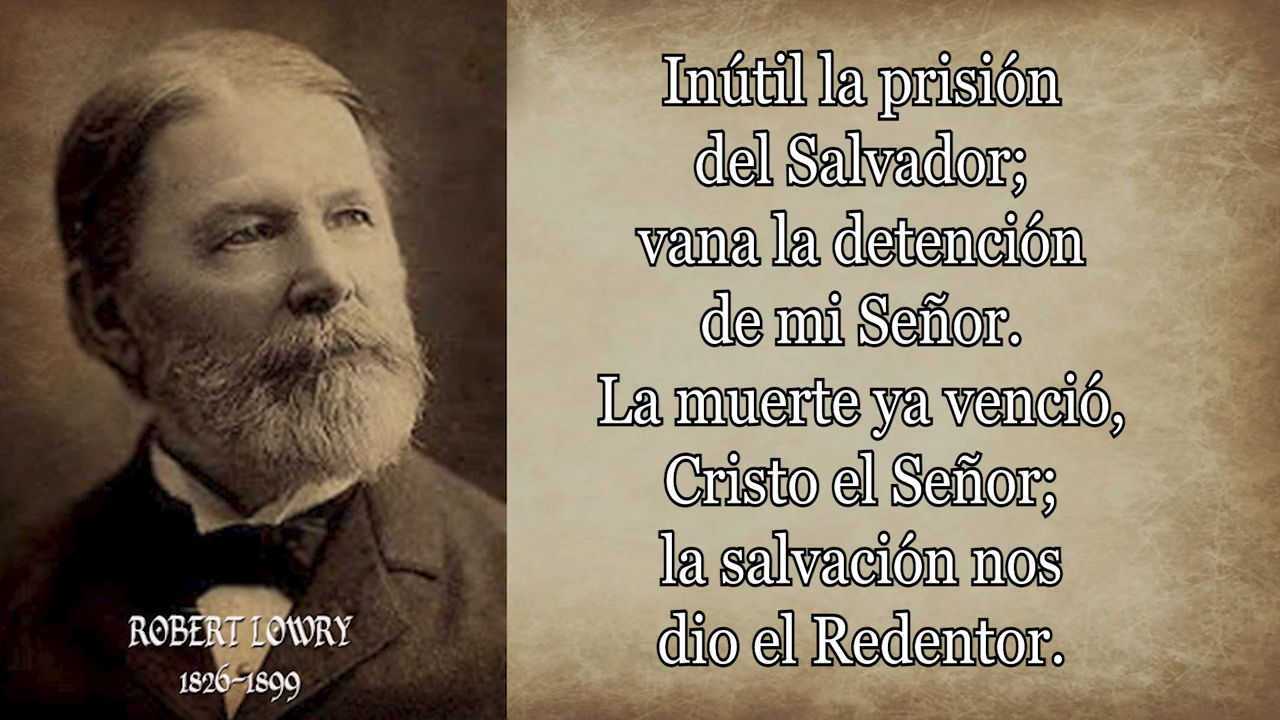 Inútil la prisión
del Salvador;
vana la detención
de mi Señor.
La muerte ya venció,
Cristo el Señor;
la salvación nos
dio el Redentor.
ROBERT LOWRY
1826-1899